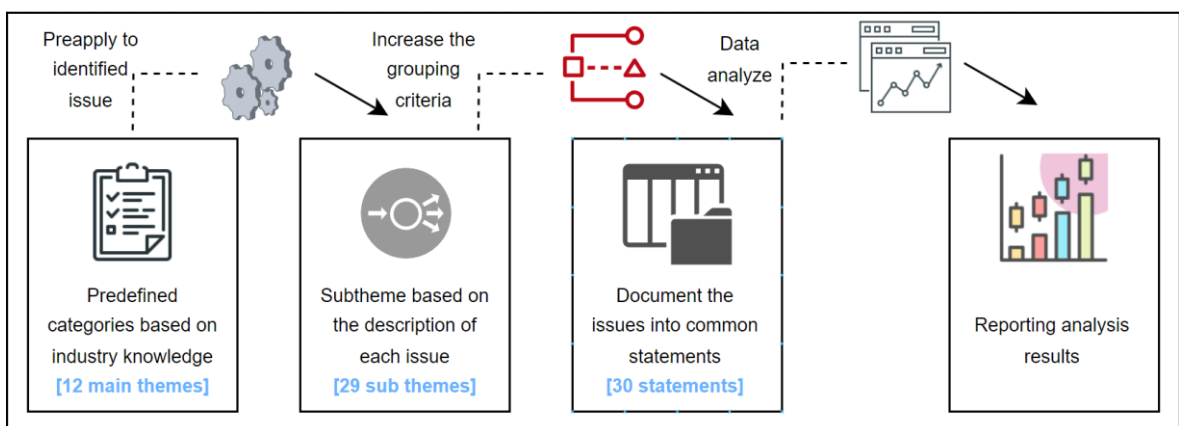 Preapply to
identified
issue
Increase the
grouping
criteria
Data
analyze
Predefined
categories based on
industry knowledge
[12 main themes]
Subtheme based on
the description of
each issue
[29 sub themes]
Document the
issues into common
statements
[30 statements]
Reporting analysis
results